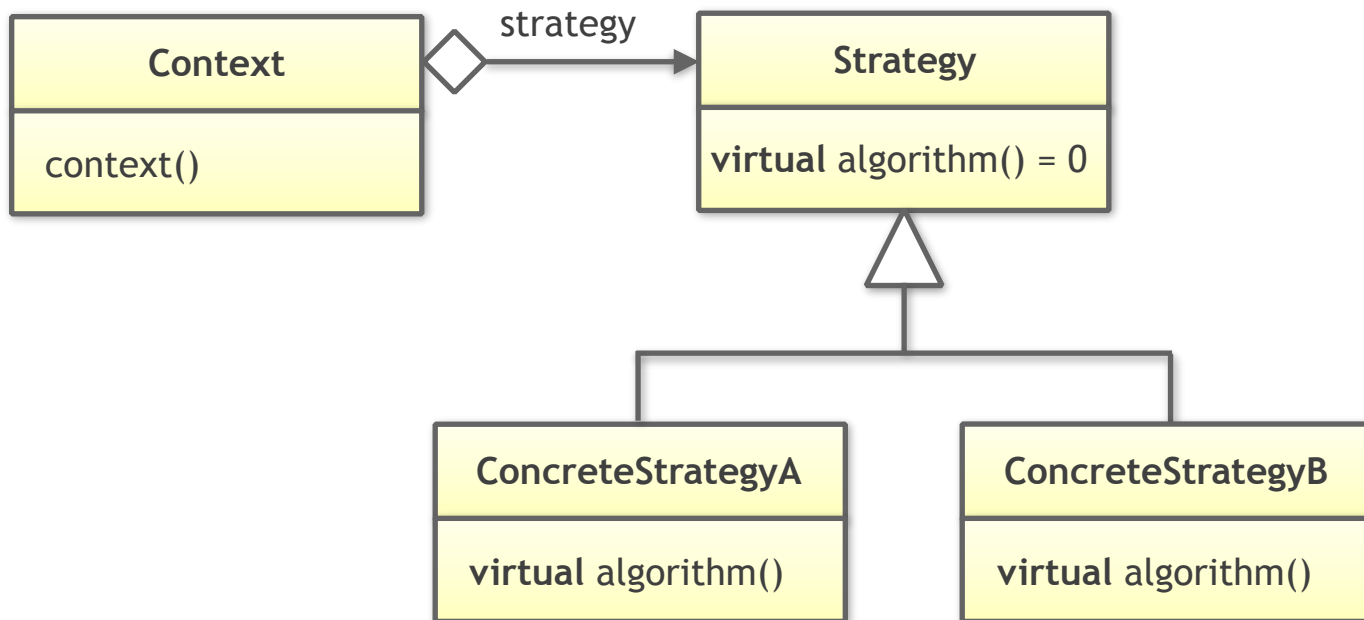 strategy
Context
Strategy
context()
virtual algorithm() = 0
ConcreteStrategyA
ConcreteStrategyB
virtual algorithm()
virtual algorithm()